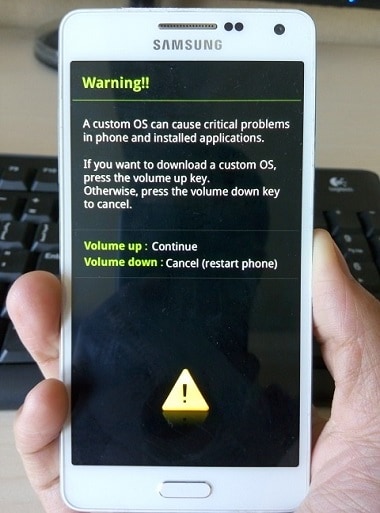 SAMSUNG
Warning!!
A custom OS can cause critical problems
in phone and installed applications.
If you want to download a custom OS,
press the volume up key.
Otherwise, press the volume down key
to cancel.
Volume up : Continue
Volume down : Cancel (restart phone)
!
Logitech